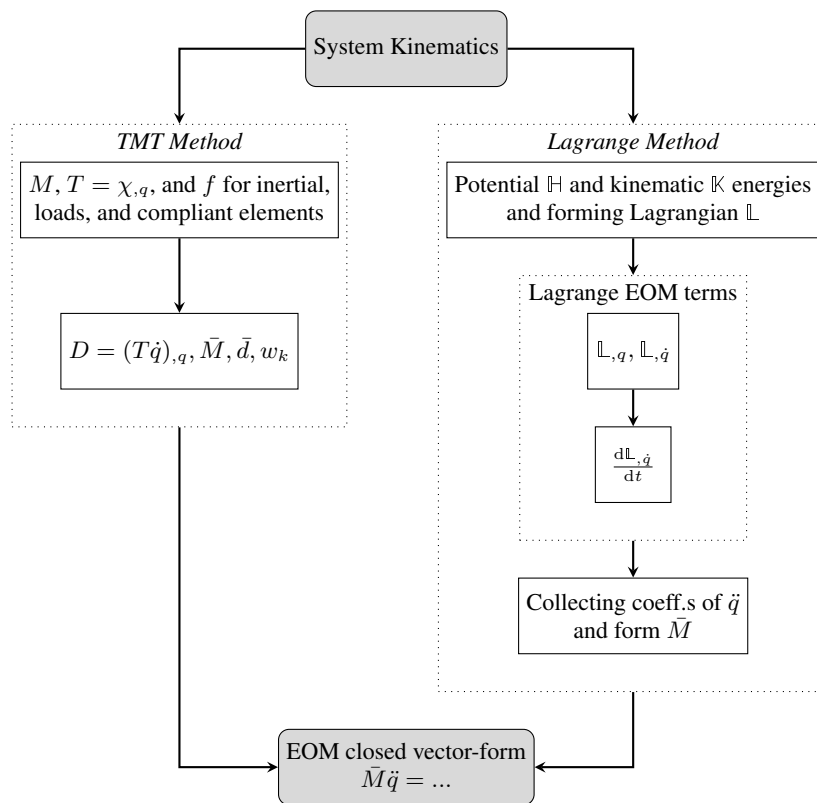 System Kinematics
TMT Method
M, T = χ,q, and f for inertial,
loads, and compliant elements
D = (Tq̇),q, M̄, d̄, wk
Lagrange Method
Potential ℍ and kinetic 𝕂 energies
and forming Lagrangian 𝕃
Lagrange EOM terms
𝕃,q, 𝕃,q̇
d𝕃,q̇
dt
Collecting coeff.s of q̈
and form M̄
EOM closed vector-form
M̄q̈ = ...